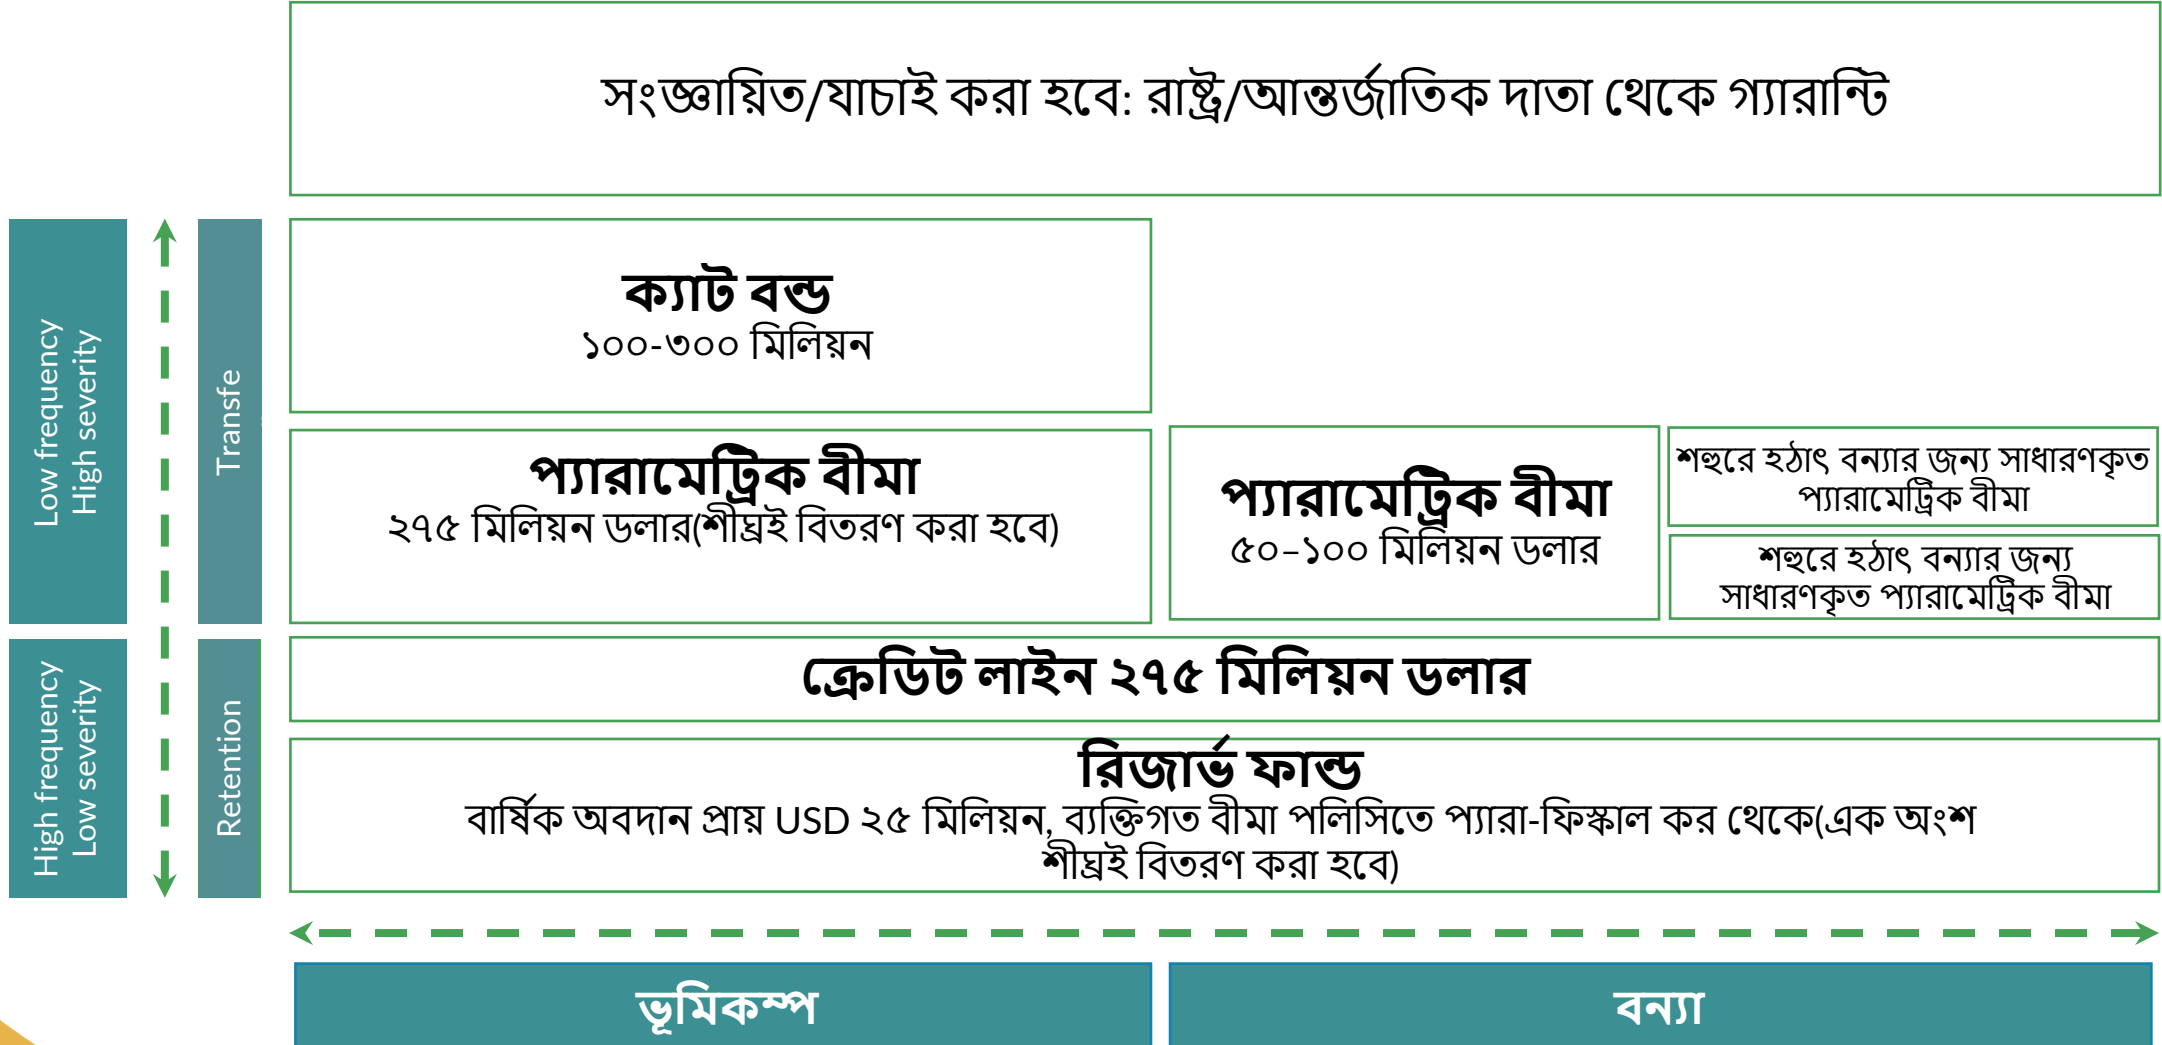 সংজ্ঞায়িত/যাচাই করা হবে: রাষ্ট্র/আন্তর্জাতিক দাতা থেকে গ্যারান্টি
Low frequency
High severity
Transfe
ক্যাট বন্ড
১০০-৩০০ মিলিয়ন
প্যারামেট্রিক বীমা
২৭৫ মিলিয়ন ডলার(শীঘ্রই বিতরণ করা হবে)
প্যারামেট্রিক বীমা
৫০–১০০ মিলিয়ন ডলার
শহুরে হঠাৎ বন্যার জন্য সাধারণকৃত
প্যারামেট্রিক বীমা
শহুরে হঠাৎ বন্যার জন্য
সাধারণকৃত প্যারামেট্রিক বীমা
High frequency
Low severity
Retention
ক্রেডিট লাইন ২৭৫ মিলিয়ন ডলার
রিজার্ভ ফান্ড
বার্ষিক অবদান প্রায় USD ২৫ মিলিয়ন, ব্যক্তিগত বীমা পলিসিতে প্যারা-ফিস্কাল কর থেকে(এক অংশ
শীঘ্রই বিতরণ করা হবে)
ভূমিকম্প
বন্যা